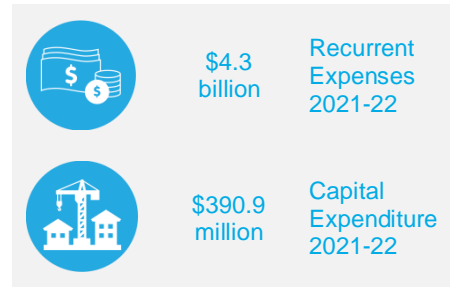 $
$
$4.3
billion
Recurrent
Expenses
2021-22
$390.9
million
Capital
Expenditure
2021-22